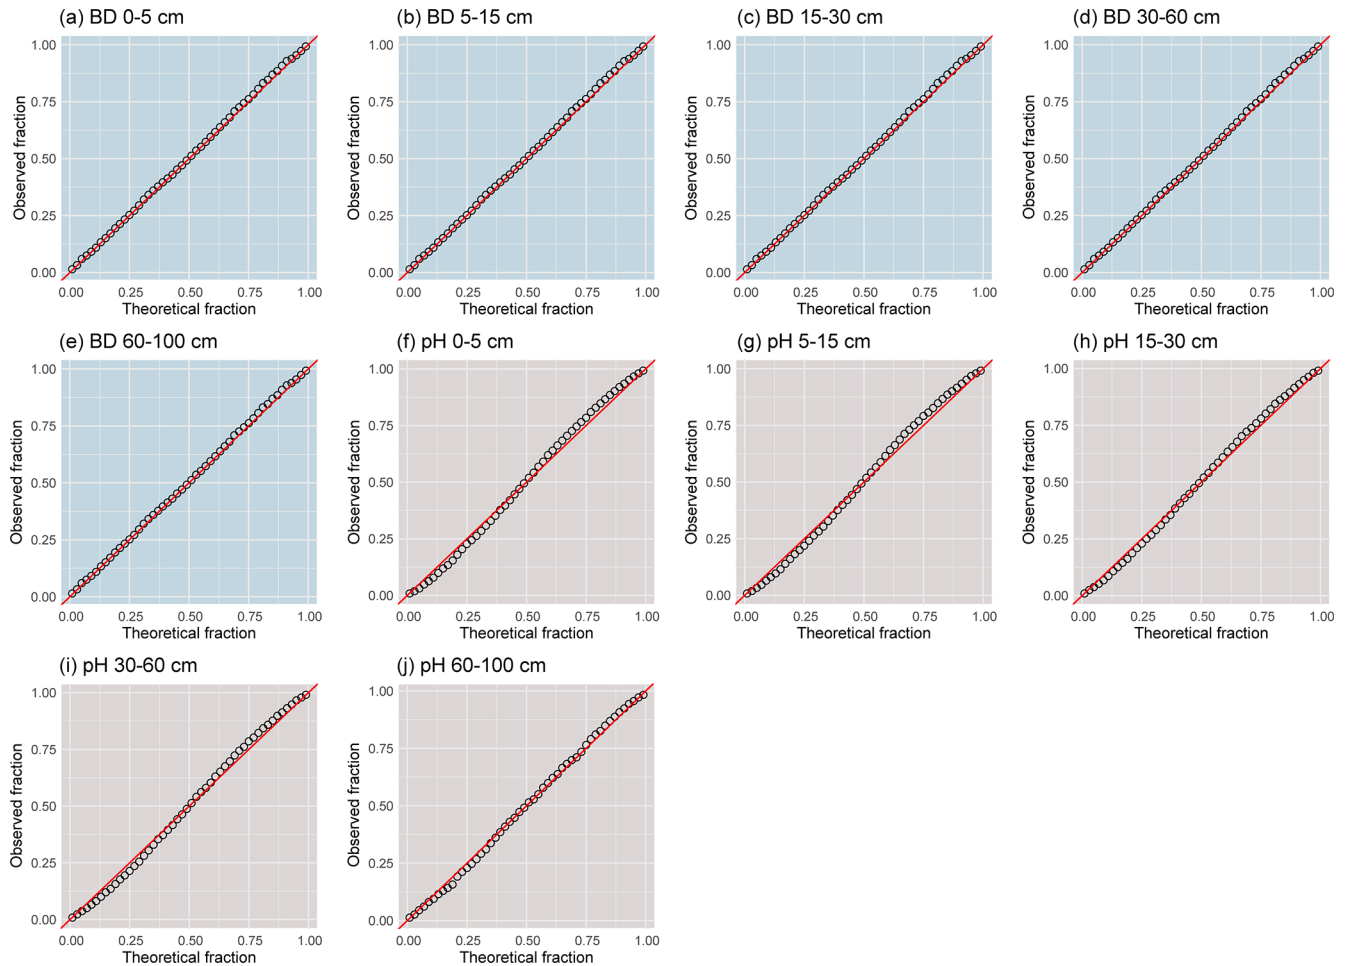 (a) BD 0-5 cm
(b) BD 5-15 cm
(c) BD 15-30 cm
(d) BD 30-60 cm
1.00
0.75
0.50
0.25
0.00
Observed fraction
0.00 0.25 0.50 0.75 1.00
Theoretical fraction
1.00
0.75
0.50
0.25
0.00
Observed fraction
0.00 0.25 0.50 0.75 1.00
Theoretical fraction
1.00
0.75
0.50
0.25
0.00
Observed fraction
0.00 0.25 0.50 0.75 1.00
Theoretical fraction
1.00
0.75
0.50
0.25
0.00
Observed fraction
0.00 0.25 0.50 0.75 1.00
Theoretical fraction
(e) BD 60-100 cm
(f) pH 0-5 cm
(g) pH 5-15 cm
(h) pH 15-30 cm
1.00
0.75
0.50
0.25
0.00
Observed fraction
0.00 0.25 0.50 0.75 1.00
Theoretical fraction
1.00
0.75
0.50
0.25
0.00
Observed fraction
0.00 0.25 0.50 0.75 1.00
Theoretical fraction
1.00
0.75
0.50
0.25
0.00
Observed fraction
0.00 0.25 0.50 0.75 1.00
Theoretical fraction
1.00
0.75
0.50
0.25
0.00
Observed fraction
0.00 0.25 0.50 0.75 1.00
Theoretical fraction
(i) pH 30-60 cm
(j) pH 60-100 cm
1.00
0.75
0.50
0.25
0.00
Observed fraction
0.00 0.25 0.50 0.75 1.00
Theoretical fraction
1.00
0.75
0.50
0.25
0.00
Observed fraction
0.00 0.25 0.50 0.75 1.00
Theoretical fraction